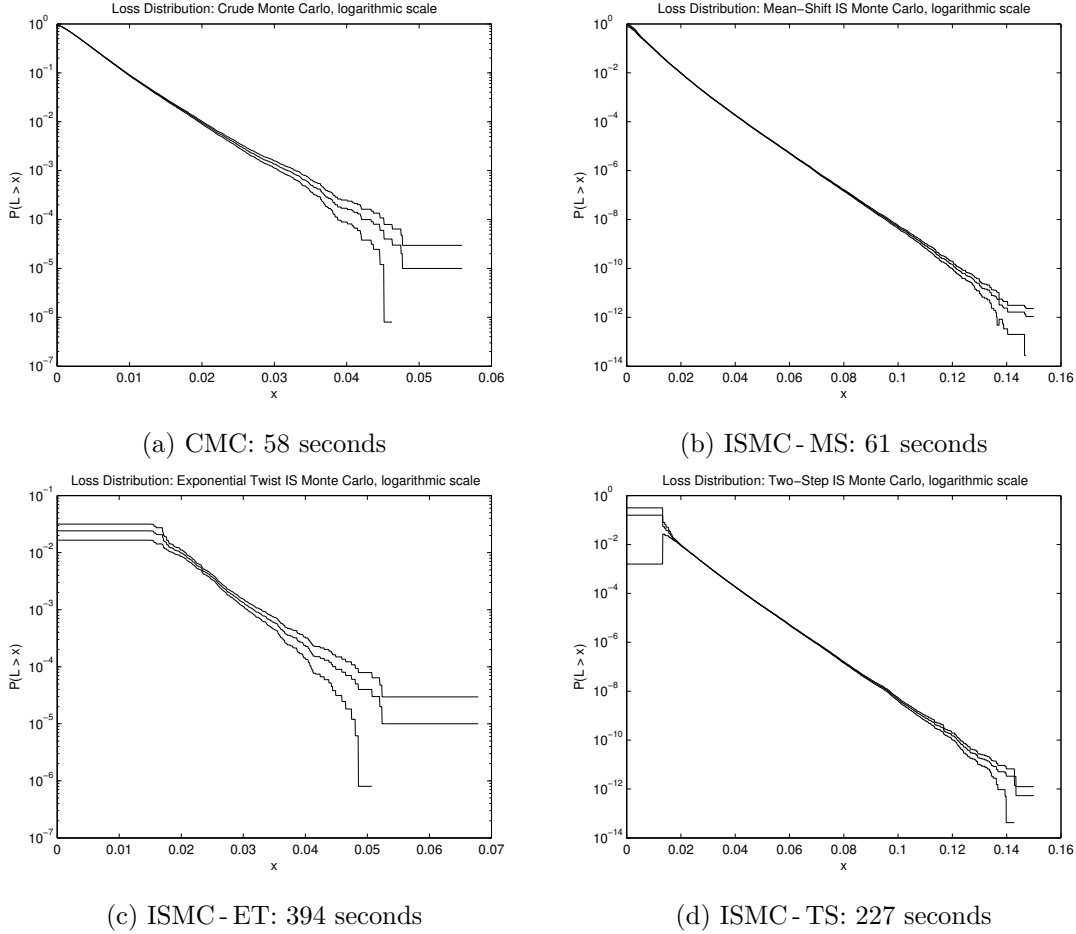 Loss Distribution: Crude Monte Carlo, logarithmic scale
10^0
10^-1
10^-2
10^-3
10^-4
10^-5
10^-6
10^-7
P(L > x)
0 0.01 0.02 0.03 0.04 0.05 0.06
x
(a) CMC: 58 seconds
Loss Distribution: Mean−Shift IS Monte Carlo, logarithmic scale
10^0
10^-2
10^-4
10^-6
10^-8
10^-10
10^-12
10^-14
P(L > x)
0 0.02 0.04 0.06 0.08 0.1 0.12 0.14 0.16
x
(b) ISMC - MS: 61 seconds
Loss Distribution: Exponential Twist IS Monte Carlo, logarithmic scale
10^-1
10^-2
10^-3
10^-4
10^-5
10^-6
10^-7
P(L > x)
0 0.01 0.02 0.03 0.04 0.05 0.06 0.07
x
(c) ISMC - ET: 394 seconds
Loss Distribution: Two−Step IS Monte Carlo, logarithmic scale
10^0
10^-2
10^-4
10^-6
10^-8
10^-10
10^-12
10^-14
P(L > x)
0 0.02 0.04 0.06 0.08 0.1 0.12 0.14 0.16
x
(d) ISMC - TS: 227 seconds